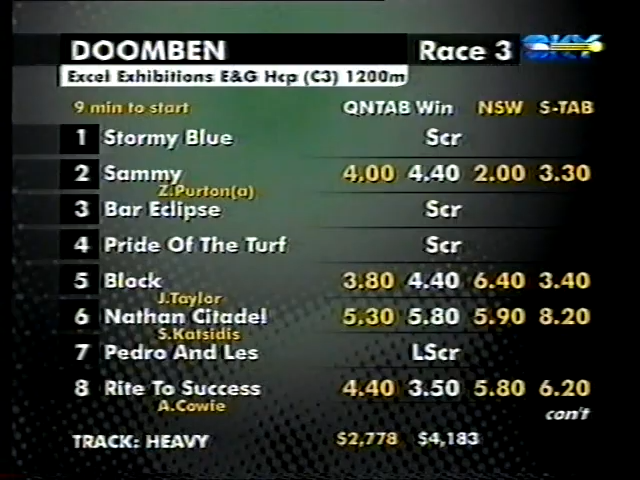 DOOMBEN Race 3 SKY
Excel Exhibitions E&G Hcp (C3) 1200m
9 min to start QNTAB Win NSW S-TAB
1 Stormy Blue Scr
2 Sammy 4.00 4.40 2.00 3.30
Z.Purton(a)
3 Bar Eclipse Scr
4 Pride Of The Turf Scr
5 Block 3.80 4.40 6.40 3.40
J.Taylor
6 Nathan Citadel 5.30 5.80 5.90 8.20
S.Katsidis
7 Pedro And Les LScr
8 Rite To Success 4.40 3.50 5.80 6.20
A.Cowie con't
TRACK: HEAVY $2,778 $4,183